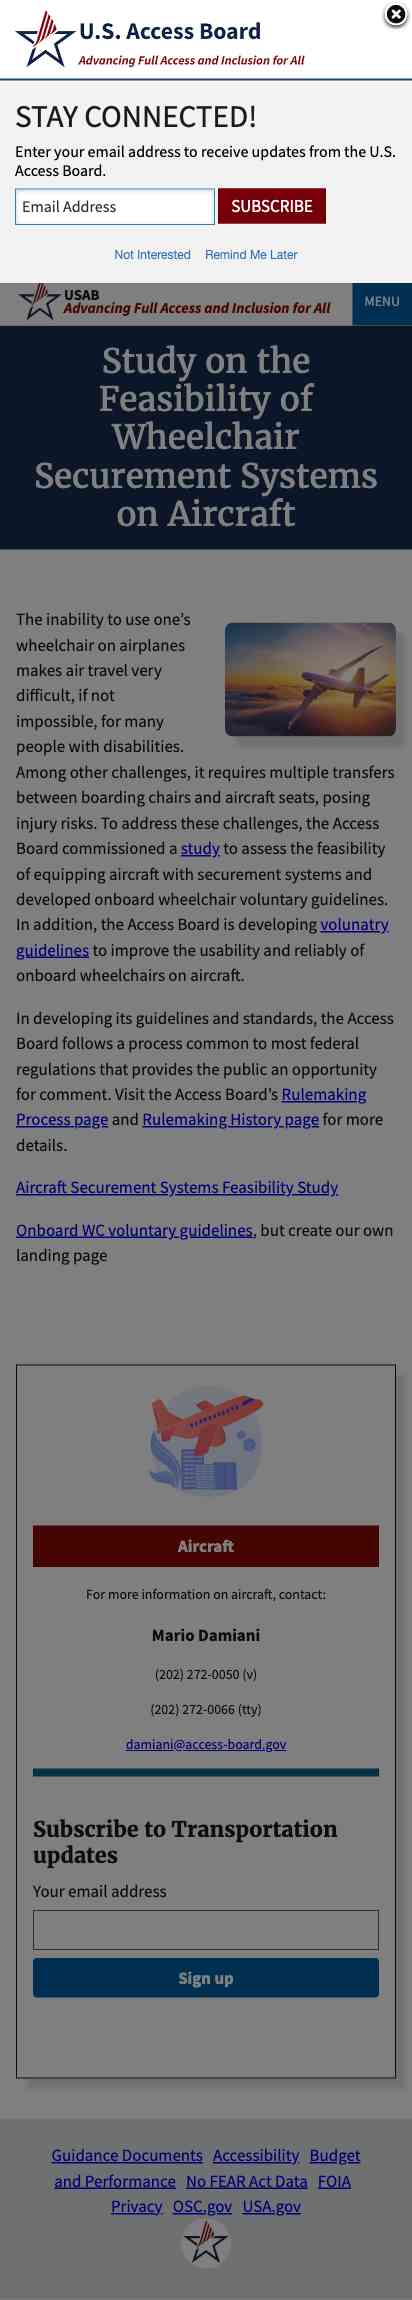 U.S. Access Board
Advancing Full Access and Inclusion for All
STAY CONNECTED!
Enter your email address to receive updates from the U.S.
Access Board.
Email Address
SUBSCRIBE
Not Interested Remind Me Later
USAB
Advancing Full Access and Inclusion for All
MENU
Study on the
Feasibility of
Wheelchair
Securement Systems
on Aircraft
The inability to use one’s
wheelchair on airplanes
makes air travel very
difficult, if not
impossible, for many
people with disabilities.
Among other challenges, it requires multiple transfers
between boarding chairs and aircraft seats, posing
injury risks. To address these challenges, the Access
Board commissioned a study to assess the feasibility
of equipping aircraft with securement systems and
developed onboard wheelchair voluntary guidelines.
In addition, the Access Board is developing volunatry
guidelines to improve the usability and reliably of
onboard wheelchairs on aircraft.
In developing its guidelines and standards, the Access
Board follows a process common to most federal
regulations that provides the public an opportunity
for comment. Visit the Access Board’s Rulemaking
Process page and Rulemaking History page for more
details.
Aircraft Securement Systems Feasibility Study
Onboard WC voluntary guidelines, but create our own
landing page
Aircraft
For more information on aircraft, contact:
Mario Damiani
(202) 272-0050 (v)
(202) 272-0066 (tty)
damiani@access-board.gov
Subscribe to Transportation
updates
Your email address
Sign up
Guidance Documents Accessibility Budget
and Performance No FEAR Act Data FOIA
Privacy OSC.gov USA.gov